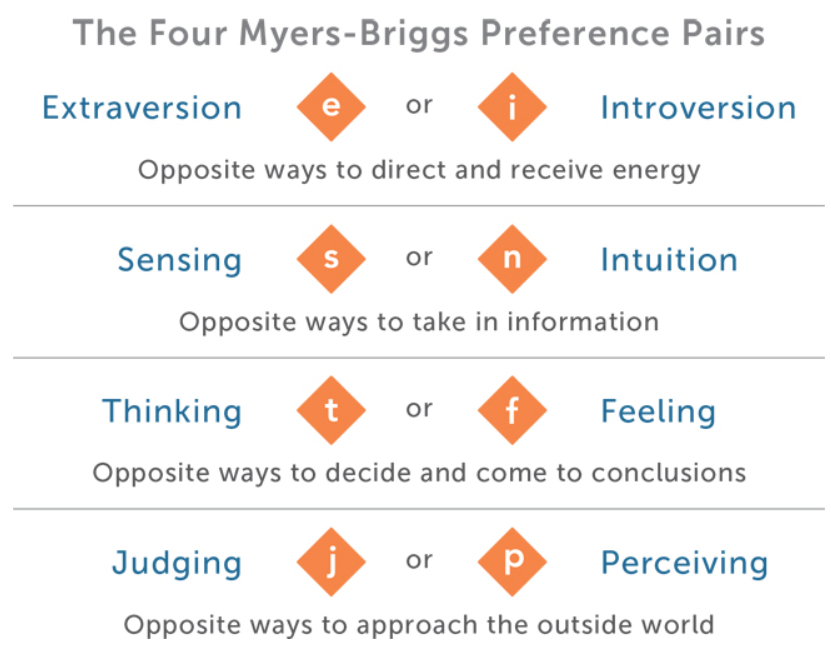 The Four Myers-Briggs Preference Pairs
Extraversion e or i Introversion
Opposite ways to direct and receive energy
Sensing s or n Intuition
Opposite ways to take in information
Thinking t or f Feeling
Opposite ways to decide and come to conclusions
Judging j or p Perceiving
Opposite ways to approach the outside world